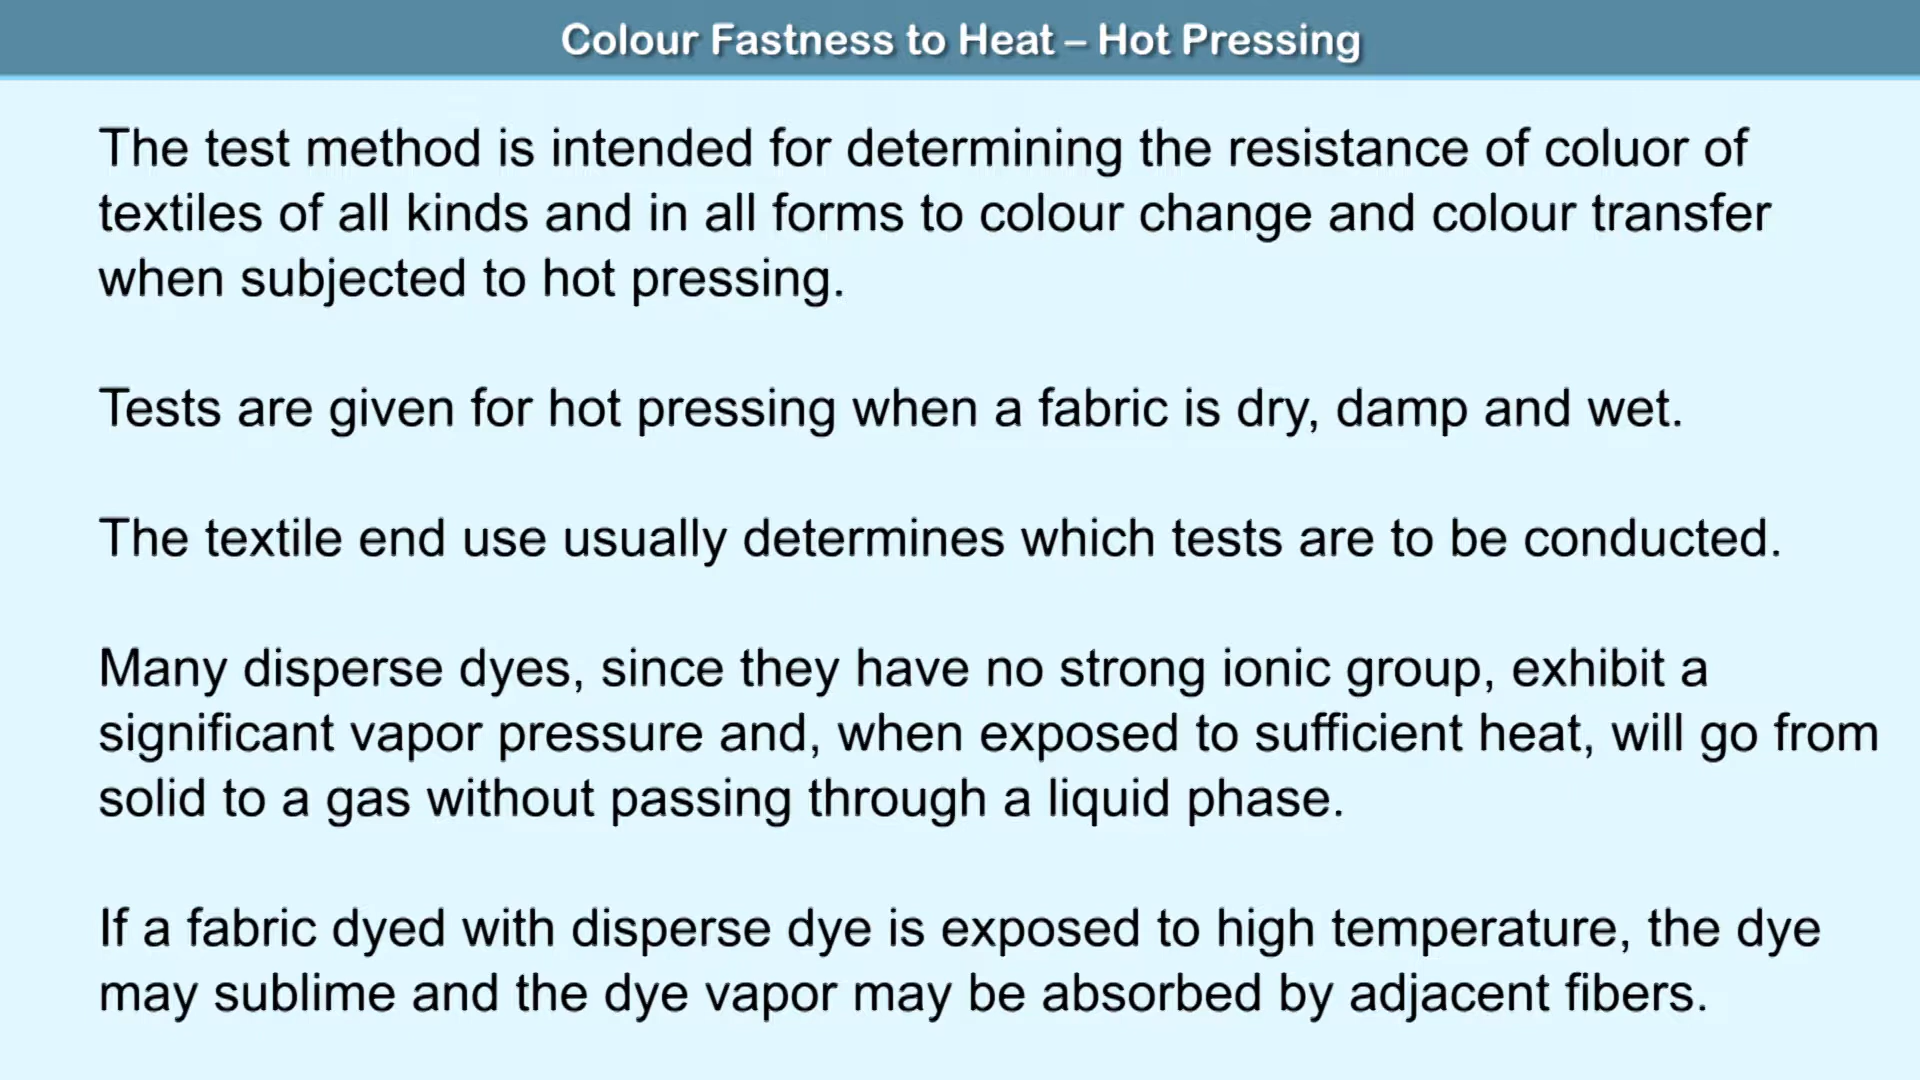 Colour Fastness to Heat – Hot Pressing
The test method is intended for determining the resistance of coluor of
textiles of all kinds and in all forms to colour change and colour transfer
when subjected to hot pressing.
Tests are given for hot pressing when a fabric is dry, damp and wet.
The textile end use usually determines which tests are to be conducted.
Many disperse dyes, since they have no strong ionic group, exhibit a
significant vapor pressure and, when exposed to sufficient heat, will go from
solid to a gas without passing through a liquid phase.
If a fabric dyed with disperse dye is exposed to high temperature, the dye
may sublime and the dye vapor may be absorbed by adjacent fibers.